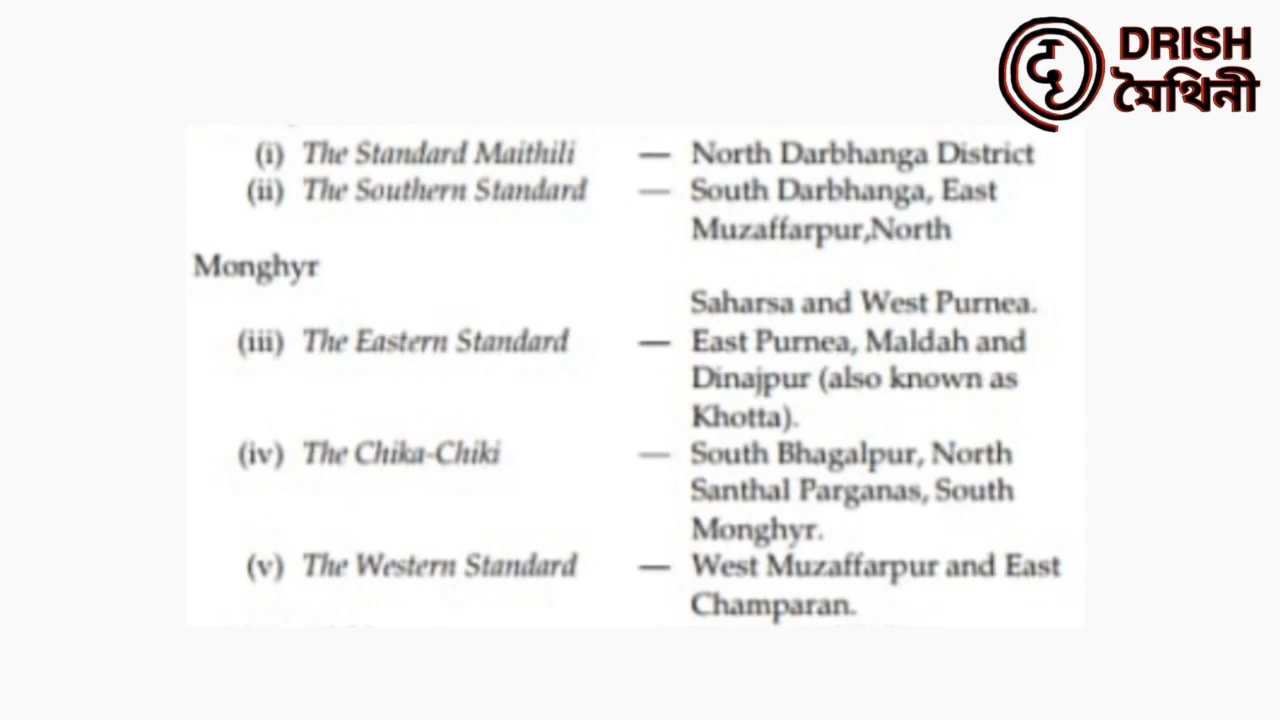 DRISH
মৈথিনী
(i) The Standard Maithili — North Darbhanga District
(ii) The Southern Standard — South Darbhanga, East
Muzaffarpur,North
Monghyr
Saharsa and West Purnea.
(iii) The Eastern Standard — East Purnea, Maldah and
Dinajpur (also known as
Khotta).
(iv) The Chika-Chiki — South Bhagalpur, North
Santhal Parganas, South
Monghyr.
(v) The Western Standard — West Muzaffarpur and East
Champaran.